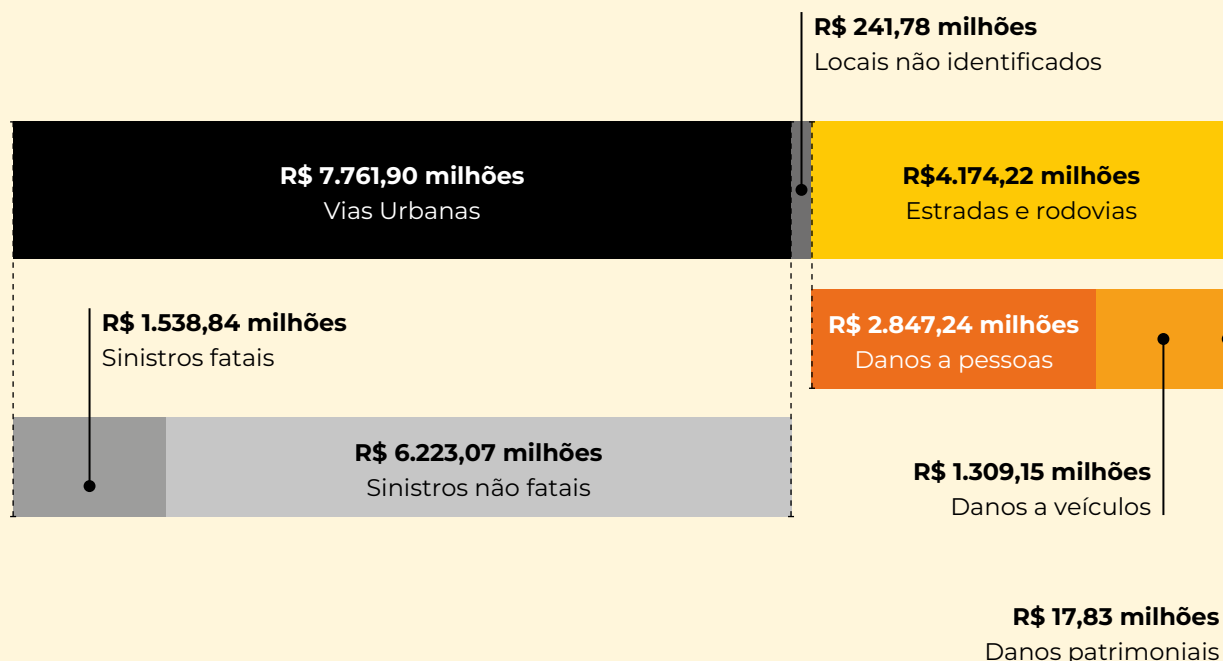 R$ 241,78 milhões
Locais não identificados
R$ 7.761,90 milhões
Vias Urbanas
R$4.174,22 milhões
Estradas e rodovias
R$ 1.538,84 milhões
Sinistros fatais
R$ 2.847,24 milhões
Danos a pessoas
R$ 6.223,07 milhões
Sinistros não fatais
R$ 1.309,15 milhões
Danos a veículos
R$ 17,83 milhões
Danos patrimoniais